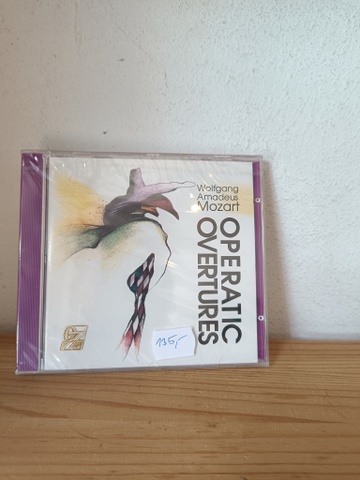 Wolfgang
Amadeus
Mozart
OPERATIC
OVERTURES
135,-